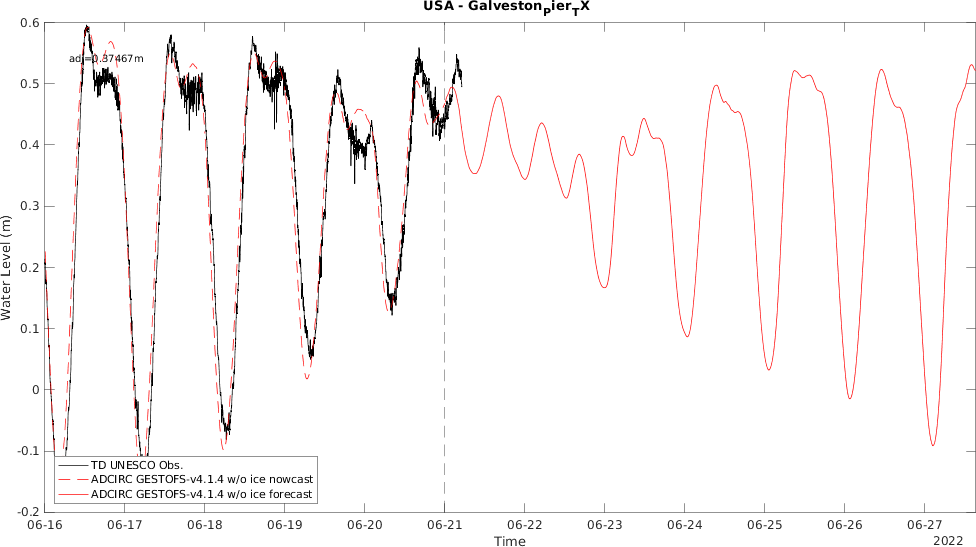 USA - Galveston_Pier_TX
0.6
adj=0.37467m
0.5
0.4
0.3
0.2
0.1
0
-0.1
-0.2
Water Level (m)
TD UNESCO Obs.
ADCIRC GESTOFS-v4.1.4 w/o ice nowcast
ADCIRC GESTOFS-v4.1.4 w/o ice forecast
06-16 06-17 06-18 06-19 06-20 06-21 06-22 06-23 06-24 06-25 06-26 06-27
Time
2022